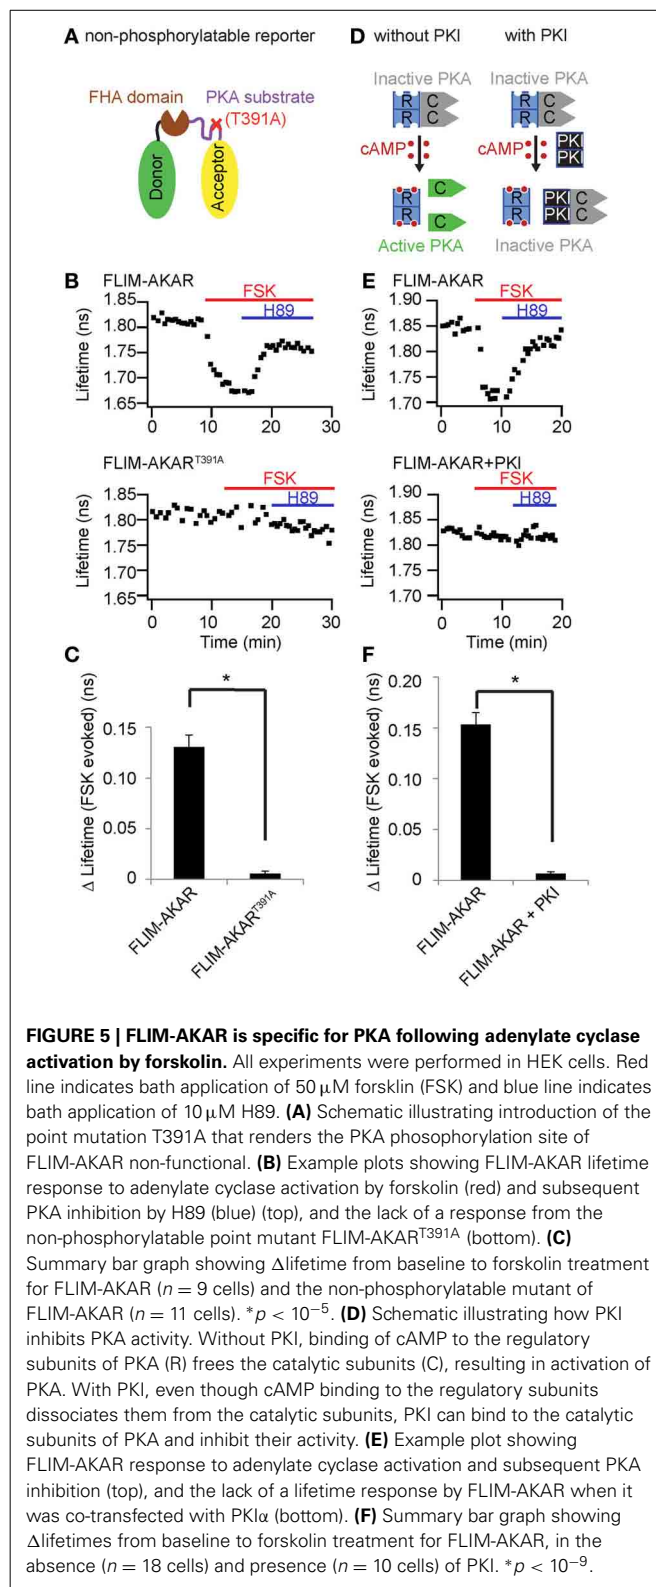 A non-phosphorylatable reporter
FHA domain
PKA substrate
(T391A)
Donor
Acceptor
D without PKI with PKI
Inactive PKA Inactive PKA
R C R C
R C R C
cAMP cAMP PKI
PKI
R C R PKI C
R C R PKI C
Active PKA Inactive PKA
B FLIM-AKAR
FSK
H89
Lifetime (ns)
1.85
1.80
1.75
1.70
1.65
0 10 20 30
FLIM-AKART391A
FSK
H89
Lifetime (ns)
1.85
1.80
1.75
1.70
1.65
0 10 20 30
Time (min)
E FLIM-AKAR
FSK
H89
Lifetime (ns)
1.90
1.85
1.80
1.75
1.70
0 10 20
FLIM-AKAR+PKI
FSK
H89
Lifetime (ns)
1.90
1.80
1.70
0 10 20
Time (min)
C
*
Δ Lifetime (FSK evoked) (ns)
0.15
0.10
0.05
0
FLIM-AKAR
FLIM-AKART391A
F
*
Δ Lifetime (FSK evoked) (ns)
0.20
0.15
0.10
0.05
0
FLIM-AKAR
FLIM-AKAR + PKI
FIGURE 5 | FLIM-AKAR is specific for PKA following adenylate cyclase
activation by forskolin. All experiments were performed in HEK cells. Red
line indicates bath application of 50 μM forsklin (FSK) and blue line indicates
bath application of 10 μM H89. (A) Schematic illustrating introduction of the
point mutation T391A that renders the PKA phosophorylation site of
FLIM-AKAR non-functional. (B) Example plots showing FLIM-AKAR lifetime
response to adenylate cyclase activation by forskolin (red) and subsequent
PKA inhibition by H89 (blue) (top), and the lack of a response from the
non-phosphorylatable point mutant FLIM-AKART391A (bottom). (C)
Summary bar graph showing Δlifetime from baseline to forskolin treatment
for FLIM-AKAR (n = 9 cells) and the non-phosphorylatable mutant of
FLIM-AKAR (n = 11 cells). *p < 10−5. (D) Schematic illustrating how PKI
inhibits PKA activity. Without PKI, binding of cAMP to the regulatory
subunits of PKA (R) frees the catalytic subunits (C), resulting in activation of
PKA. With PKI, even though cAMP binding to the regulatory subunits
dissociates them from the catalytic subunits, PKI can bind to the catalytic
subunits of PKA and inhibit their activity. (E) Example plot showing
FLIM-AKAR response to adenylate cyclase activation and subsequent PKA
inhibition (top), and the lack of a lifetime response by FLIM-AKAR when it
was co-transfected with PKIα (bottom). (F) Summary bar graph showing
Δlifetimes from baseline to forskolin treatment for FLIM-AKAR, in the
absence (n = 18 cells) and presence (n = 10 cells) of PKI. *p < 10−9.